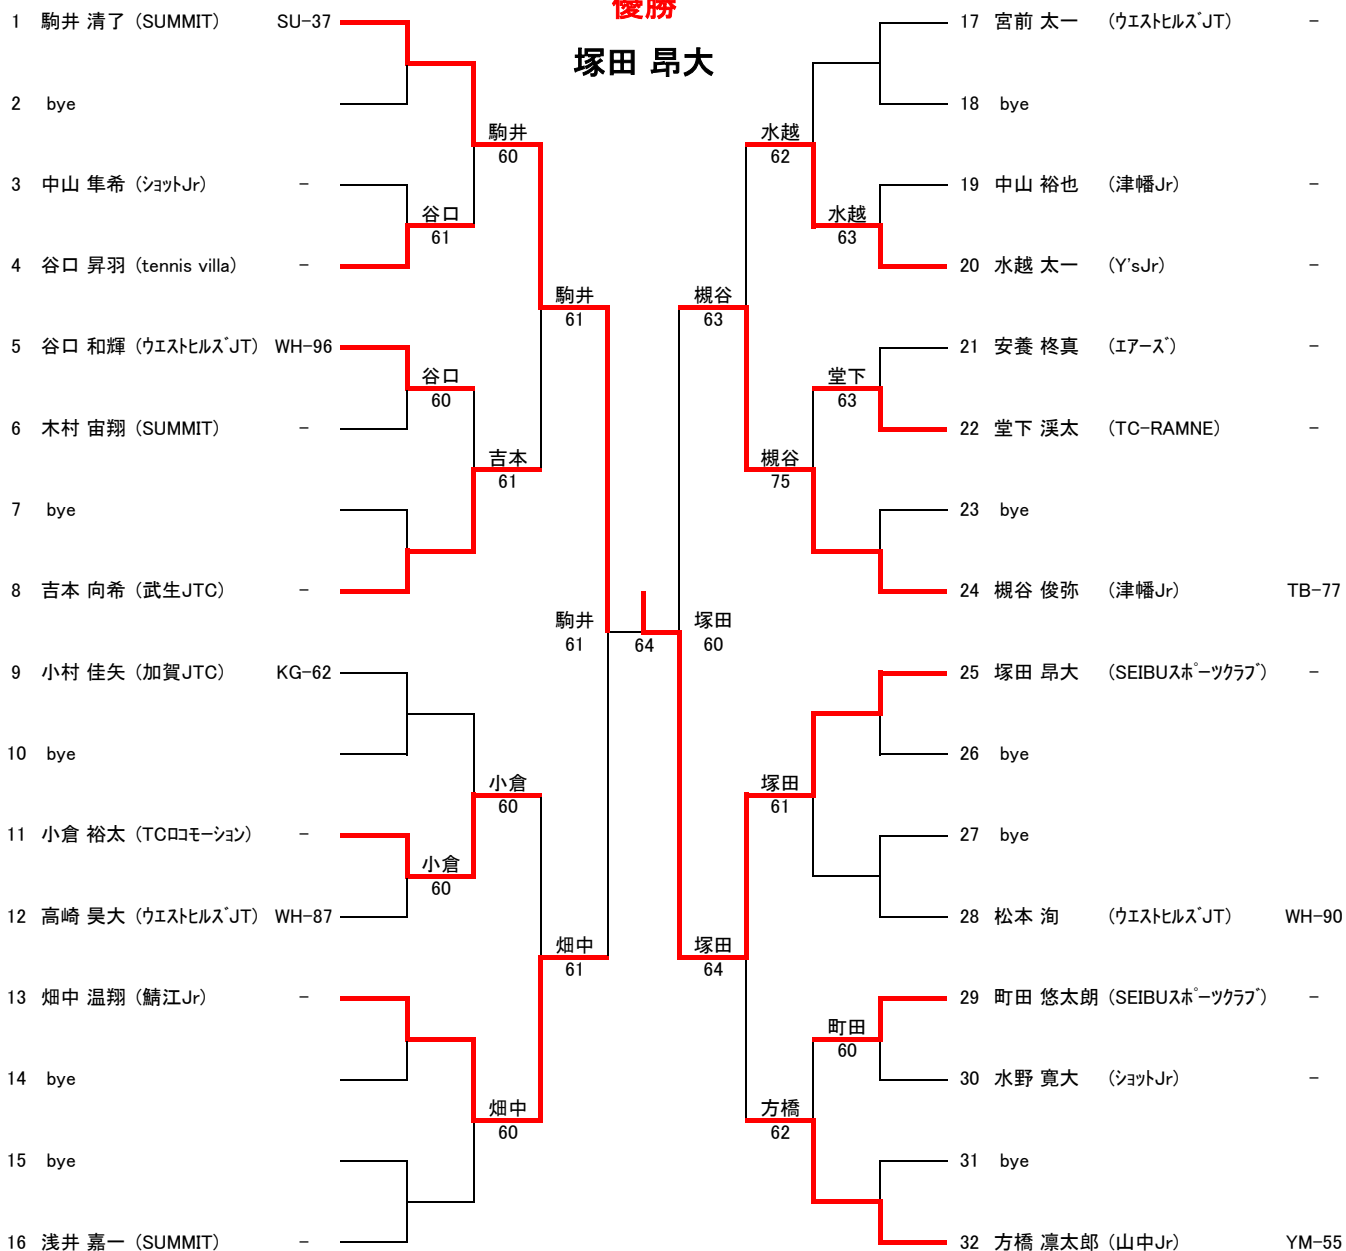 優勝
塚田 昂大
1 駒井 清了 (SUMMIT) SU-37
2 bye
3 中山 隼希 (ショットJr) -
4 谷口 昇羽 (tennis villa) -
5 谷口 和輝 (ウエストヒルズJT) WH-96
6 木村 宙翔 (SUMMIT) -
7 bye
8 吉本 向希 (武生JTC) -
9 小村 佳矢 (加賀JTC) KG-62
10 bye
11 小倉 裕太 (TCロコモーション) -
12 高崎 昊大 (ウエストヒルズJT) WH-87
13 畑中 温翔 (鯖江Jr) -
14 bye
15 bye
16 浅井 嘉一 (SUMMIT) -
谷口
61
谷口
60
小倉
60
駒井
60
吉本
61
小倉
60
畑中
60
駒井
61
畑中
61
駒井
61
64
塚田
60
槻谷
63
塚田
64
水越
62
槻谷
75
塚田
61
方橋
62
水越
63
堂下
63
町田
60
17 宮前 太一 (ウエストヒルズJT) -
18 bye
19 中山 裕也 (津幡Jr) -
20 水越 太一 (Y'sJr) -
21 安養 柊真 (エアーズ) -
22 堂下 渓太 (TC-RAMNE) -
23 bye
24 槻谷 俊弥 (津幡Jr) TB-77
25 塚田 昂大 (SEIBUスポーツクラブ) -
26 bye
27 bye
28 松本 洵 (ウエストヒルズJT) WH-90
29 町田 悠太朗 (SEIBUスポーツクラブ) -
30 水野 寛大 (ショットJr) -
31 bye
32 方橋 凛太郎 (山中Jr) YM-55